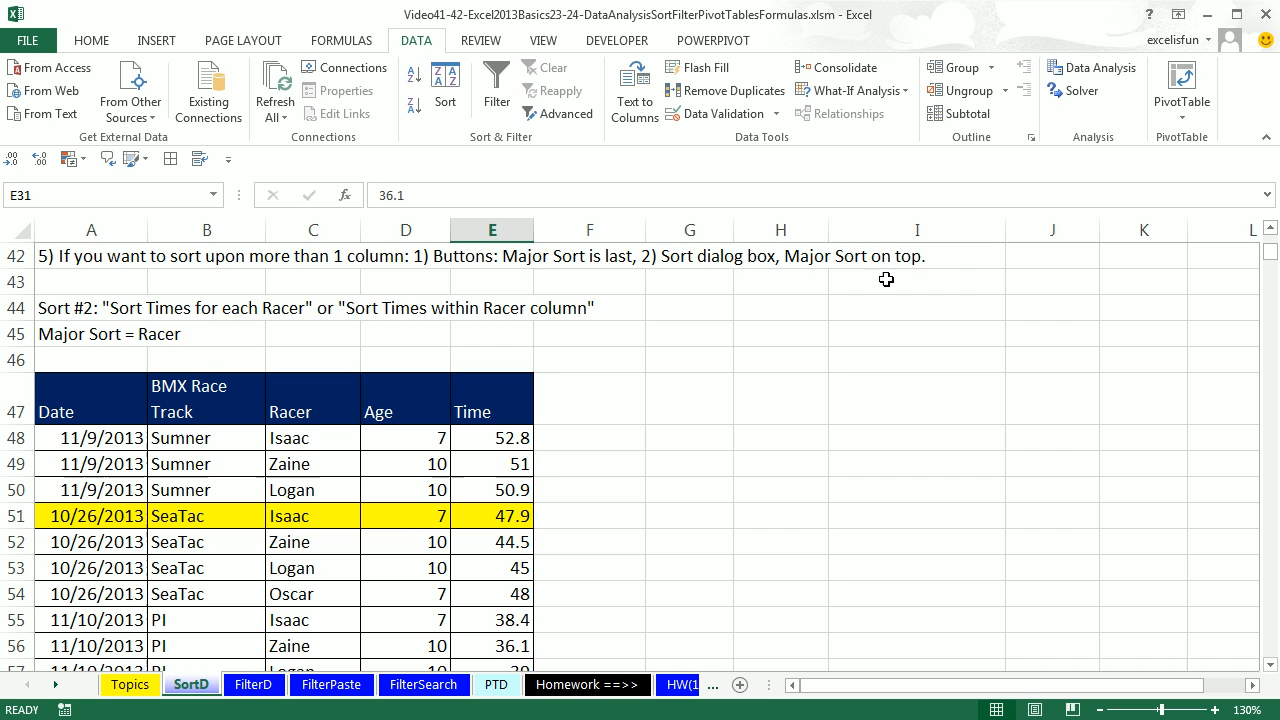 Video41-42-Excel2013Basics23-24-DataAnalysisSortFilterPivotTablesFormulas.xlsm - Excel
FILE HOME INSERT PAGE LAYOUT FORMULAS DATA REVIEW VIEW DEVELOPER POWERPIVOT excelisfun
From Access
From Web
From Text
From Other Sources
Existing Connections
Get External Data
Refresh All
Connections
Properties
Edit Links
Connections
Sort
Filter
Clear
Reapply
Advanced
Sort & Filter
Text to Columns
Flash Fill
Remove Duplicates
Data Validation
Consolidate
What-If Analysis
Relationships
Data Tools
Group
Ungroup
Subtotal
Outline
Data Analysis
Solver
Analysis
PivotTable
PivotTable
E31 fx 36.1
A B C D E F G H I J K L
42 5) If you want to sort upon more than 1 column: 1) Buttons: Major Sort is last, 2) Sort dialog box, Major Sort on top.
43
44 Sort #2: "Sort Times for each Racer" or "Sort Times within Racer column"
45 Major Sort = Racer
46
47 Date BMX Race Track Racer Age Time
48 11/9/2013 Sumner Isaac 7 52.8
49 11/9/2013 Sumner Zaine 10 51
50 11/9/2013 Sumner Logan 10 50.9
51 10/26/2013 SeaTac Isaac 7 47.9
52 10/26/2013 SeaTac Zaine 10 44.5
53 10/26/2013 SeaTac Logan 10 45
54 10/26/2013 SeaTac Oscar 7 48
55 11/10/2013 PI Isaac 7 38.4
56 11/10/2013 PI Zaine 10 36.1
57 11/10/2013 PI Logan 10 39
Topics SortD FilterD FilterPaste FilterSearch PTD Homework ==>> HW(1 ...
READY 130%